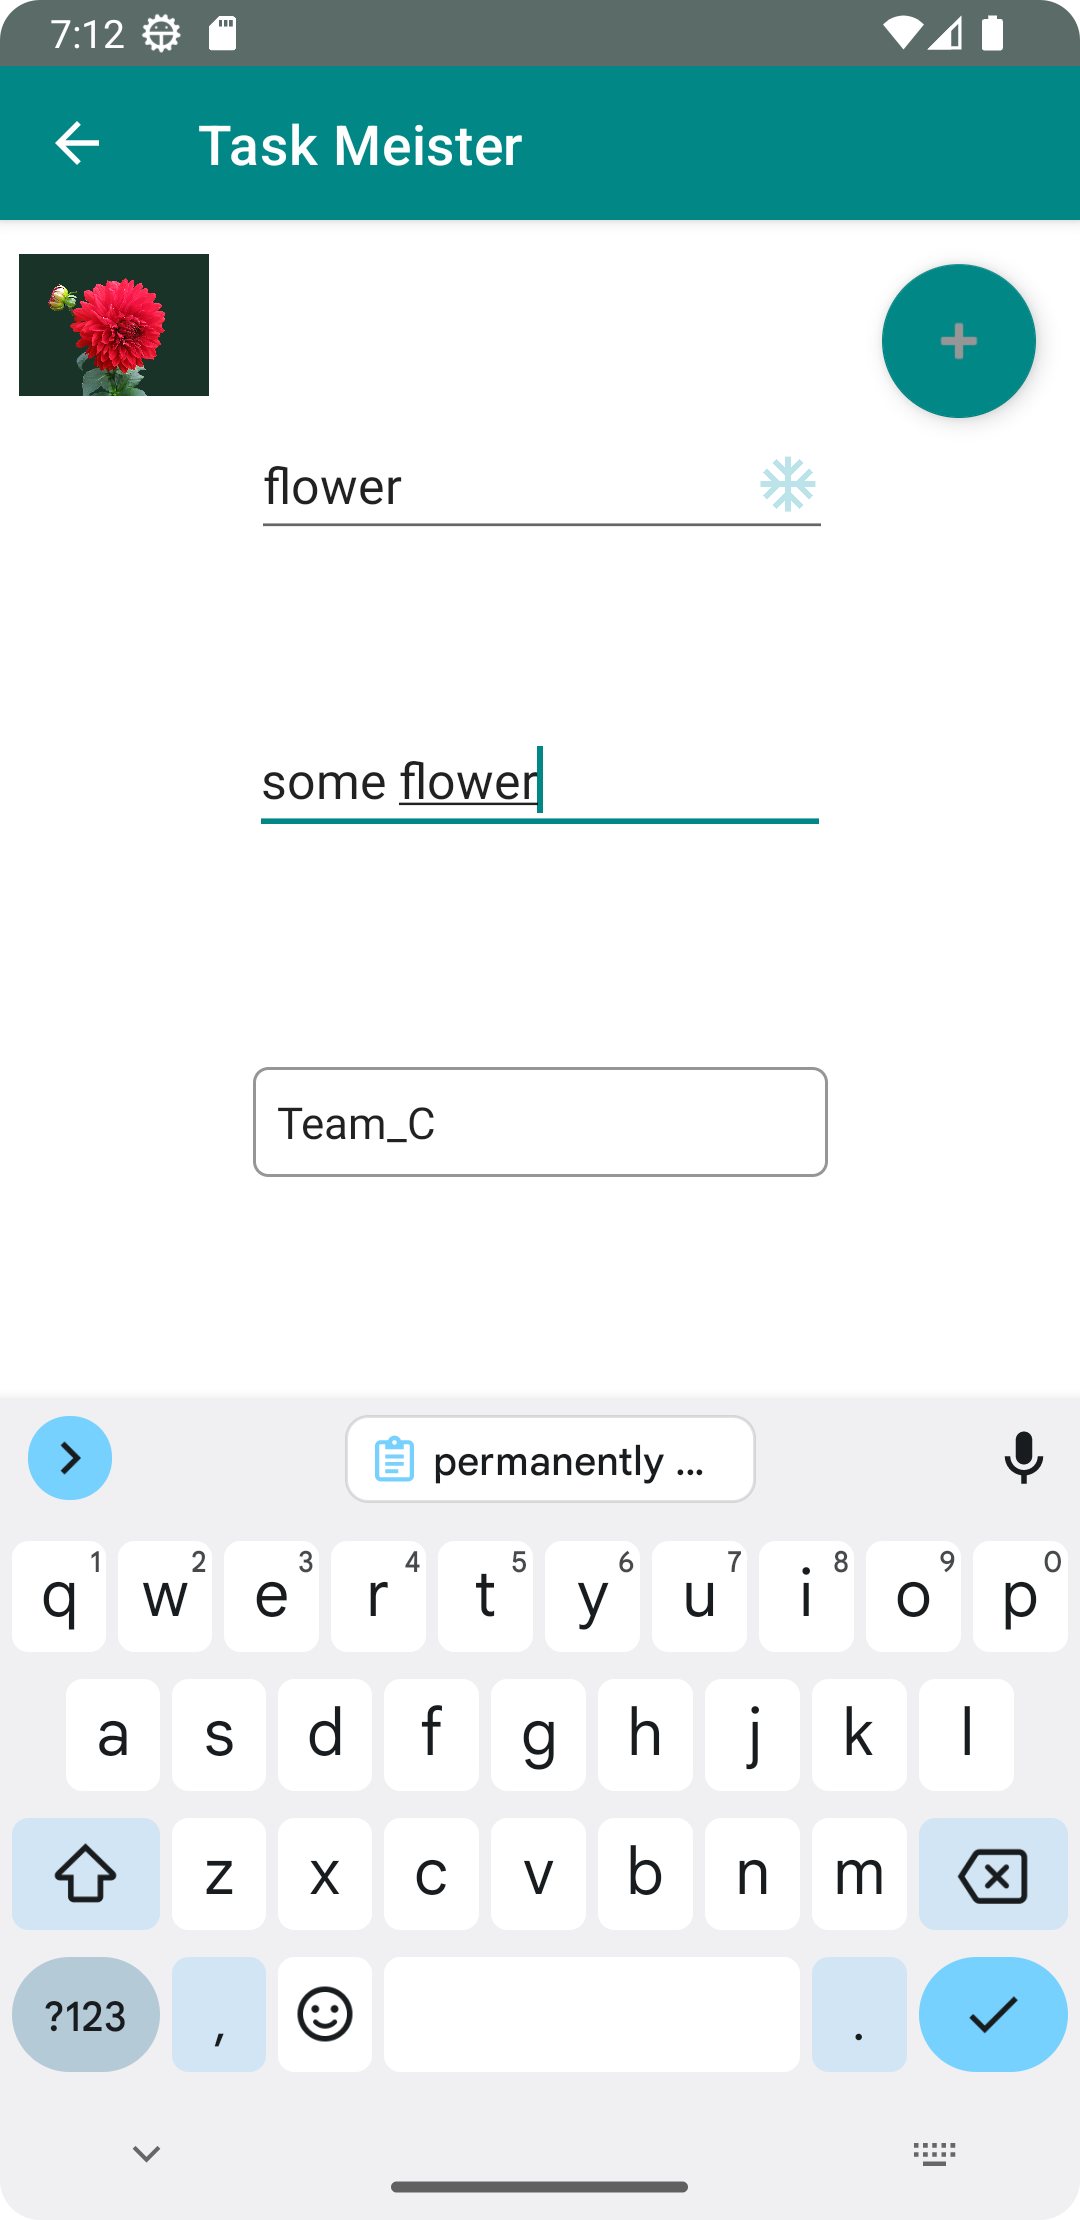 7:12
Task Meister
flower
some flower
Team_C
permanently ...
q 1 w 2 e 3 r 4 t 5 y 6 u 7 i 8 o 9 p 0
a s d f g h j k l
z x c v b n m
?123 , .